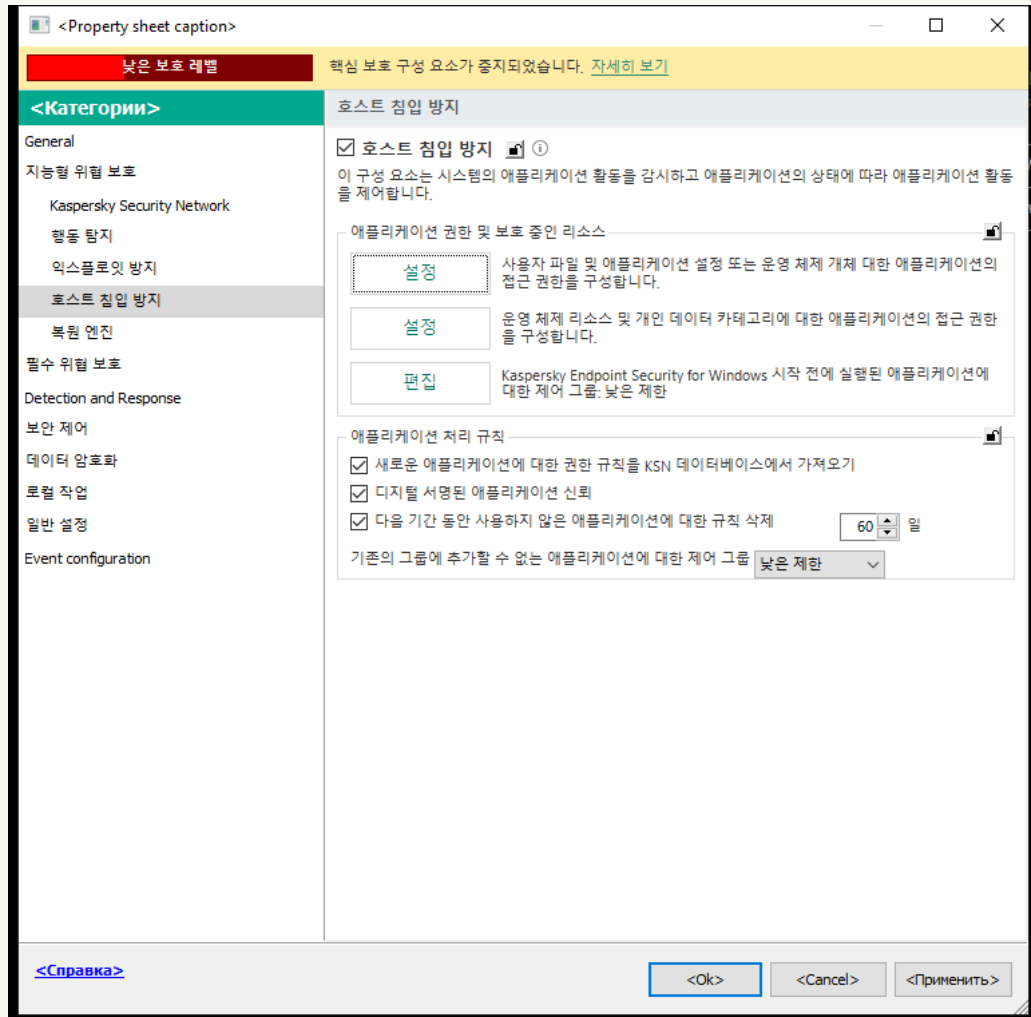 <Property sheet caption>
낮은 보호 레벨
핵심 보호 구성 요소가 중지되었습니다. 자세히 보기
<Категории>
General
지능형 위협 보호
Kaspersky Security Network
행동 탐지
익스플로잇 방지
호스트 침입 방지
복원 엔진
필수 위협 보호
Detection and Response
보안 제어
데이터 암호화
로컬 작업
일반 설정
Event configuration
호스트 침입 방지
호스트 침입 방지
이 구성 요소는 시스템의 애플리케이션 활동을 감시하고 애플리케이션의 상태에 따라 애플리케이션 활동
을 제어합니다.
애플리케이션 권한 및 보호 중인 리소스
설정
사용자 파일 및 애플리케이션 설정 또는 운영 체제 개체 대한 애플리케이션의
접근 권한을 구성합니다.
설정
운영 체제 리소스 및 개인 데이터 카테고리에 대한 애플리케이션의 접근 권한
을 구성합니다.
편집
Kaspersky Endpoint Security for Windows 시작 전에 실행된 애플리케이션에
대한 제어 그룹: 낮은 제한
애플리케이션 처리 규칙
새로운 애플리케이션에 대한 권한 규칙을 KSN 데이터베이스에서 가져오기
디지털 서명된 애플리케이션 신뢰
다음 기간 동안 사용하지 않은 애플리케이션에 대한 규칙 삭제 60 일
기존의 그룹에 추가할 수 없는 애플리케이션에 대한 제어 그룹 낮은 제한
<Справка>
<Ok> <Cancel> <Применить>